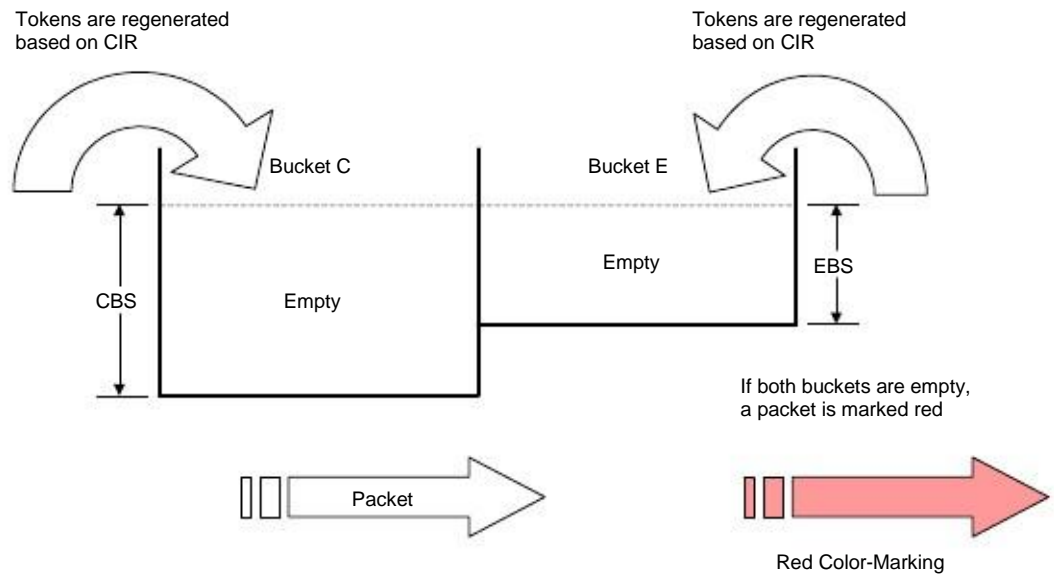 Tokens are regenerated
based on CIR
Tokens are regenerated
based on CIR
Bucket C
Bucket E
CBS
Empty
Empty
EBS
If both buckets are empty,
a packet is marked red
Packet
Red Color-Marking